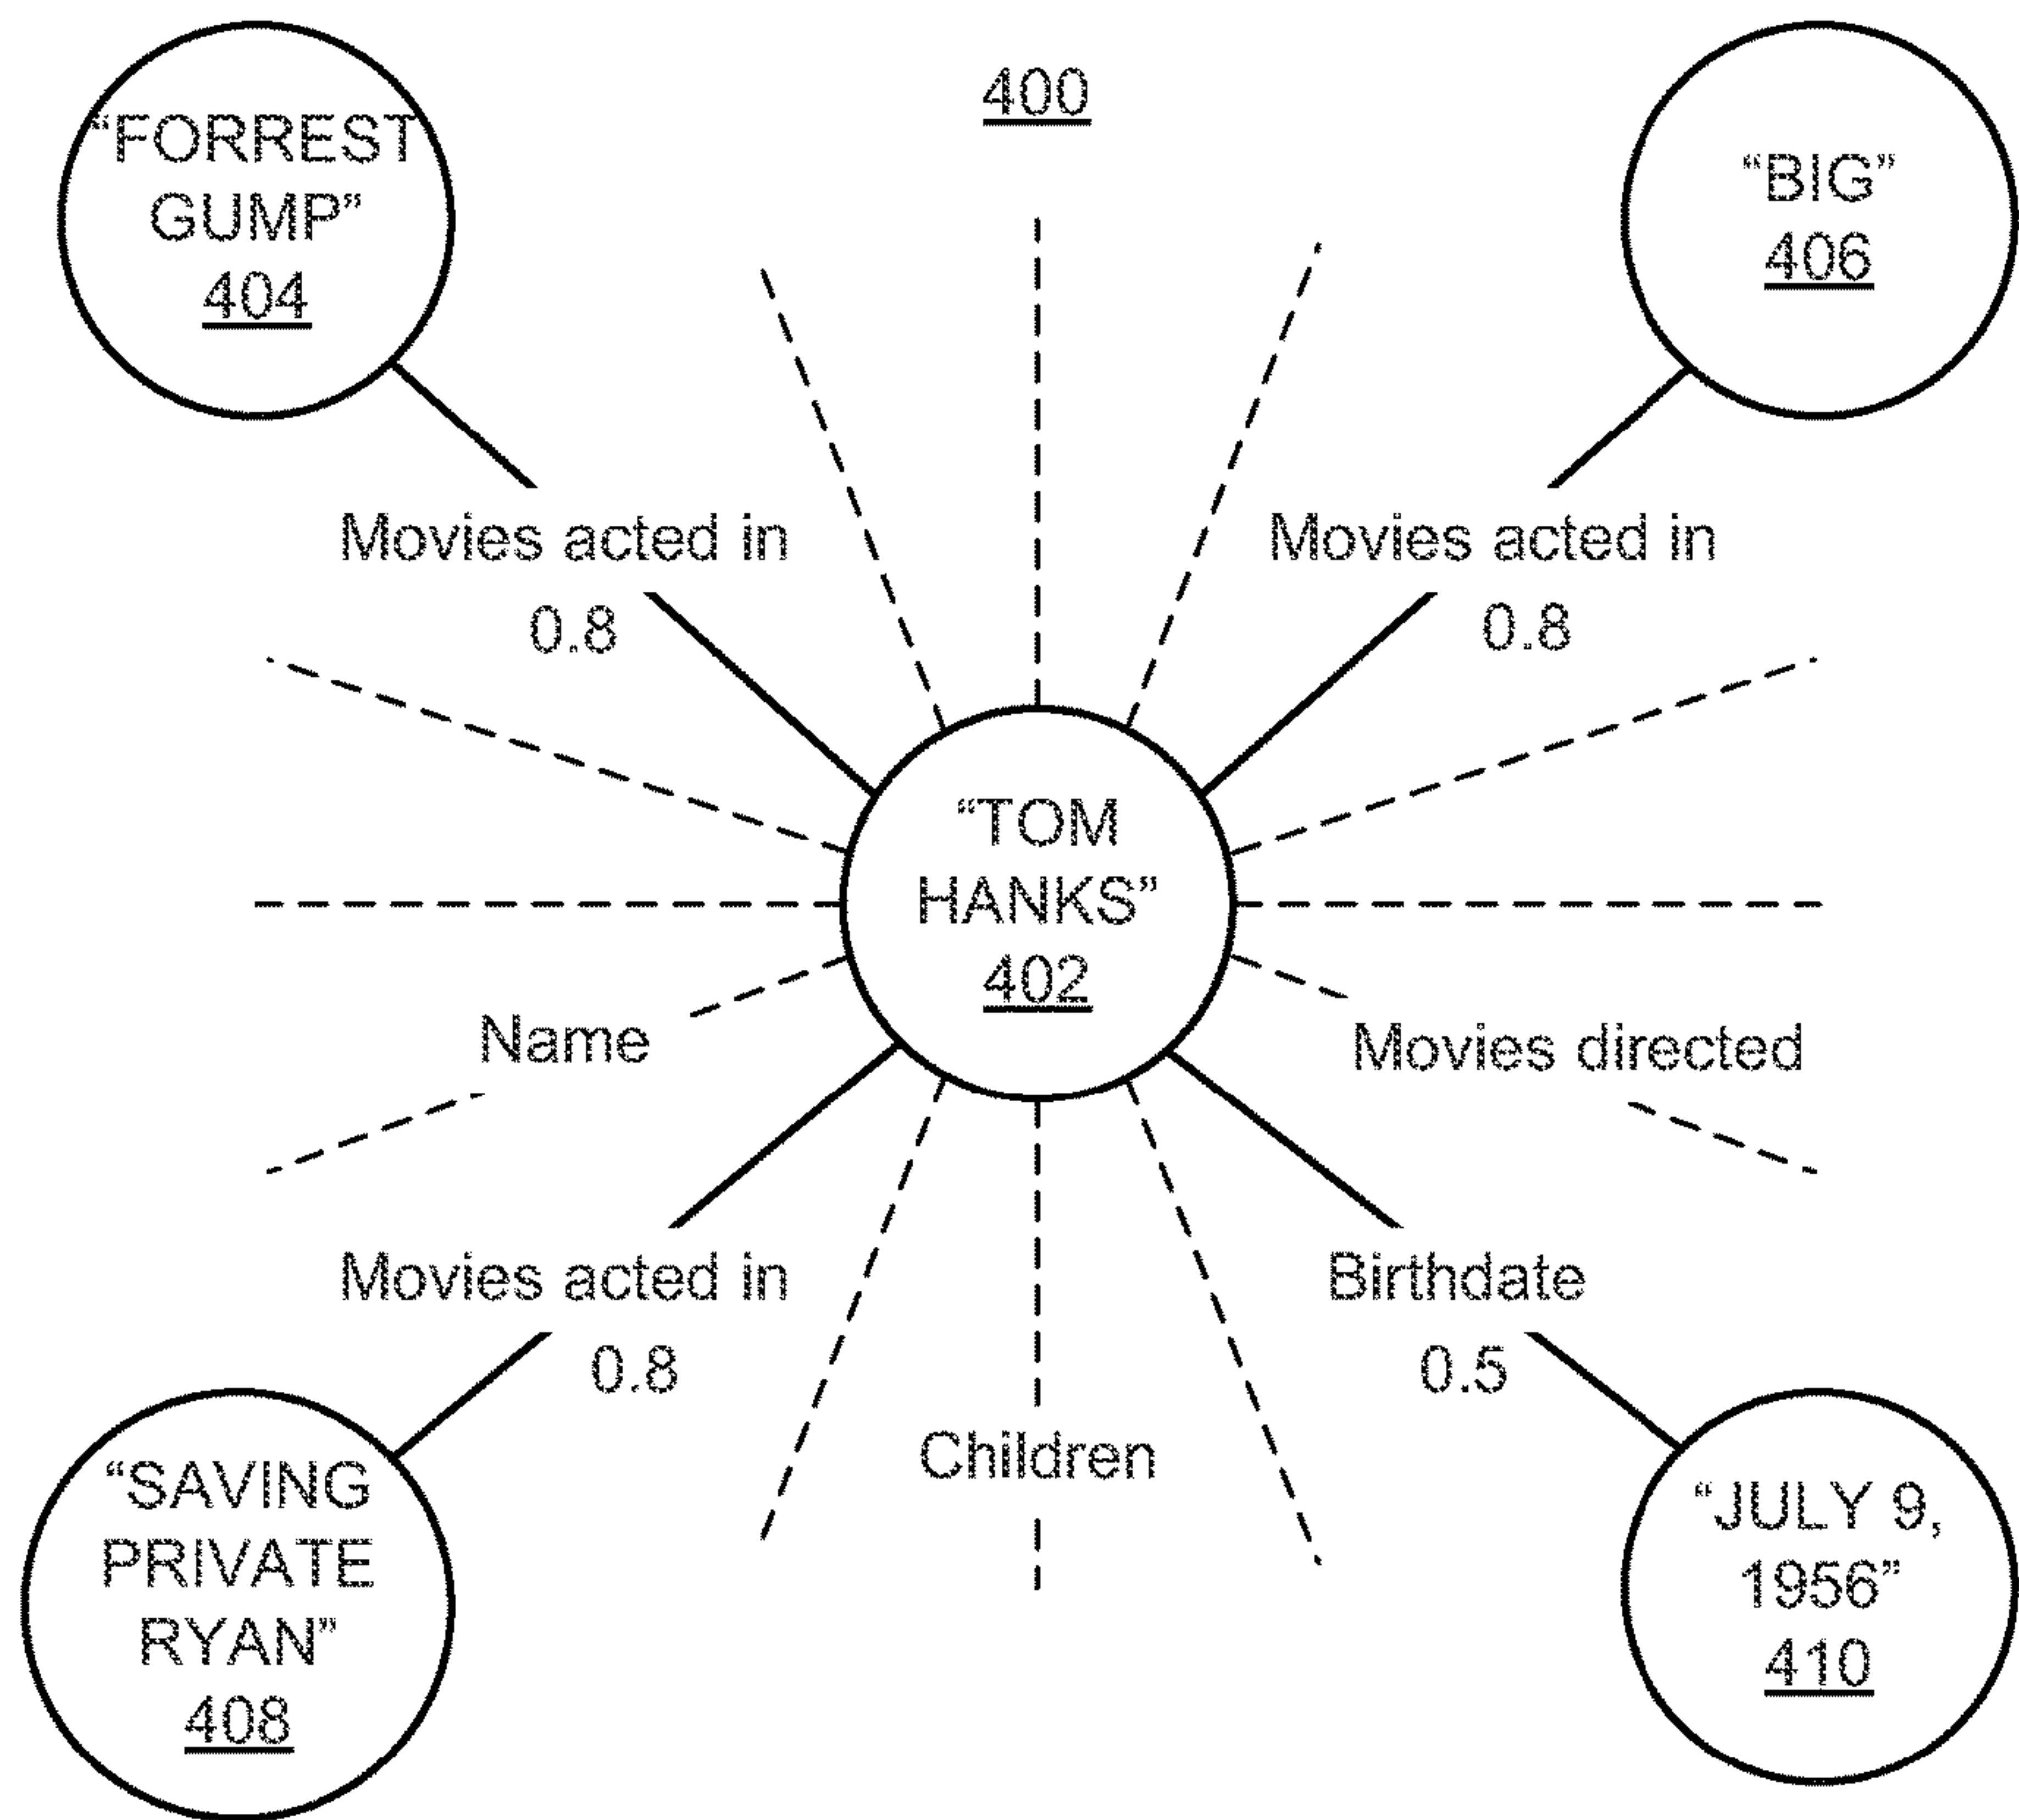 400
“FORREST
GUMP”
404
“BIG”
406
Movies acted in
0.8
Movies acted in
0.8
“TOM
HANKS”
402
Name
Movies directed
Movies acted in
0.8
Birthdate
0.5
Children
“SAVING
PRIVATE
RYAN”
408
“JULY 9,
1956”
410